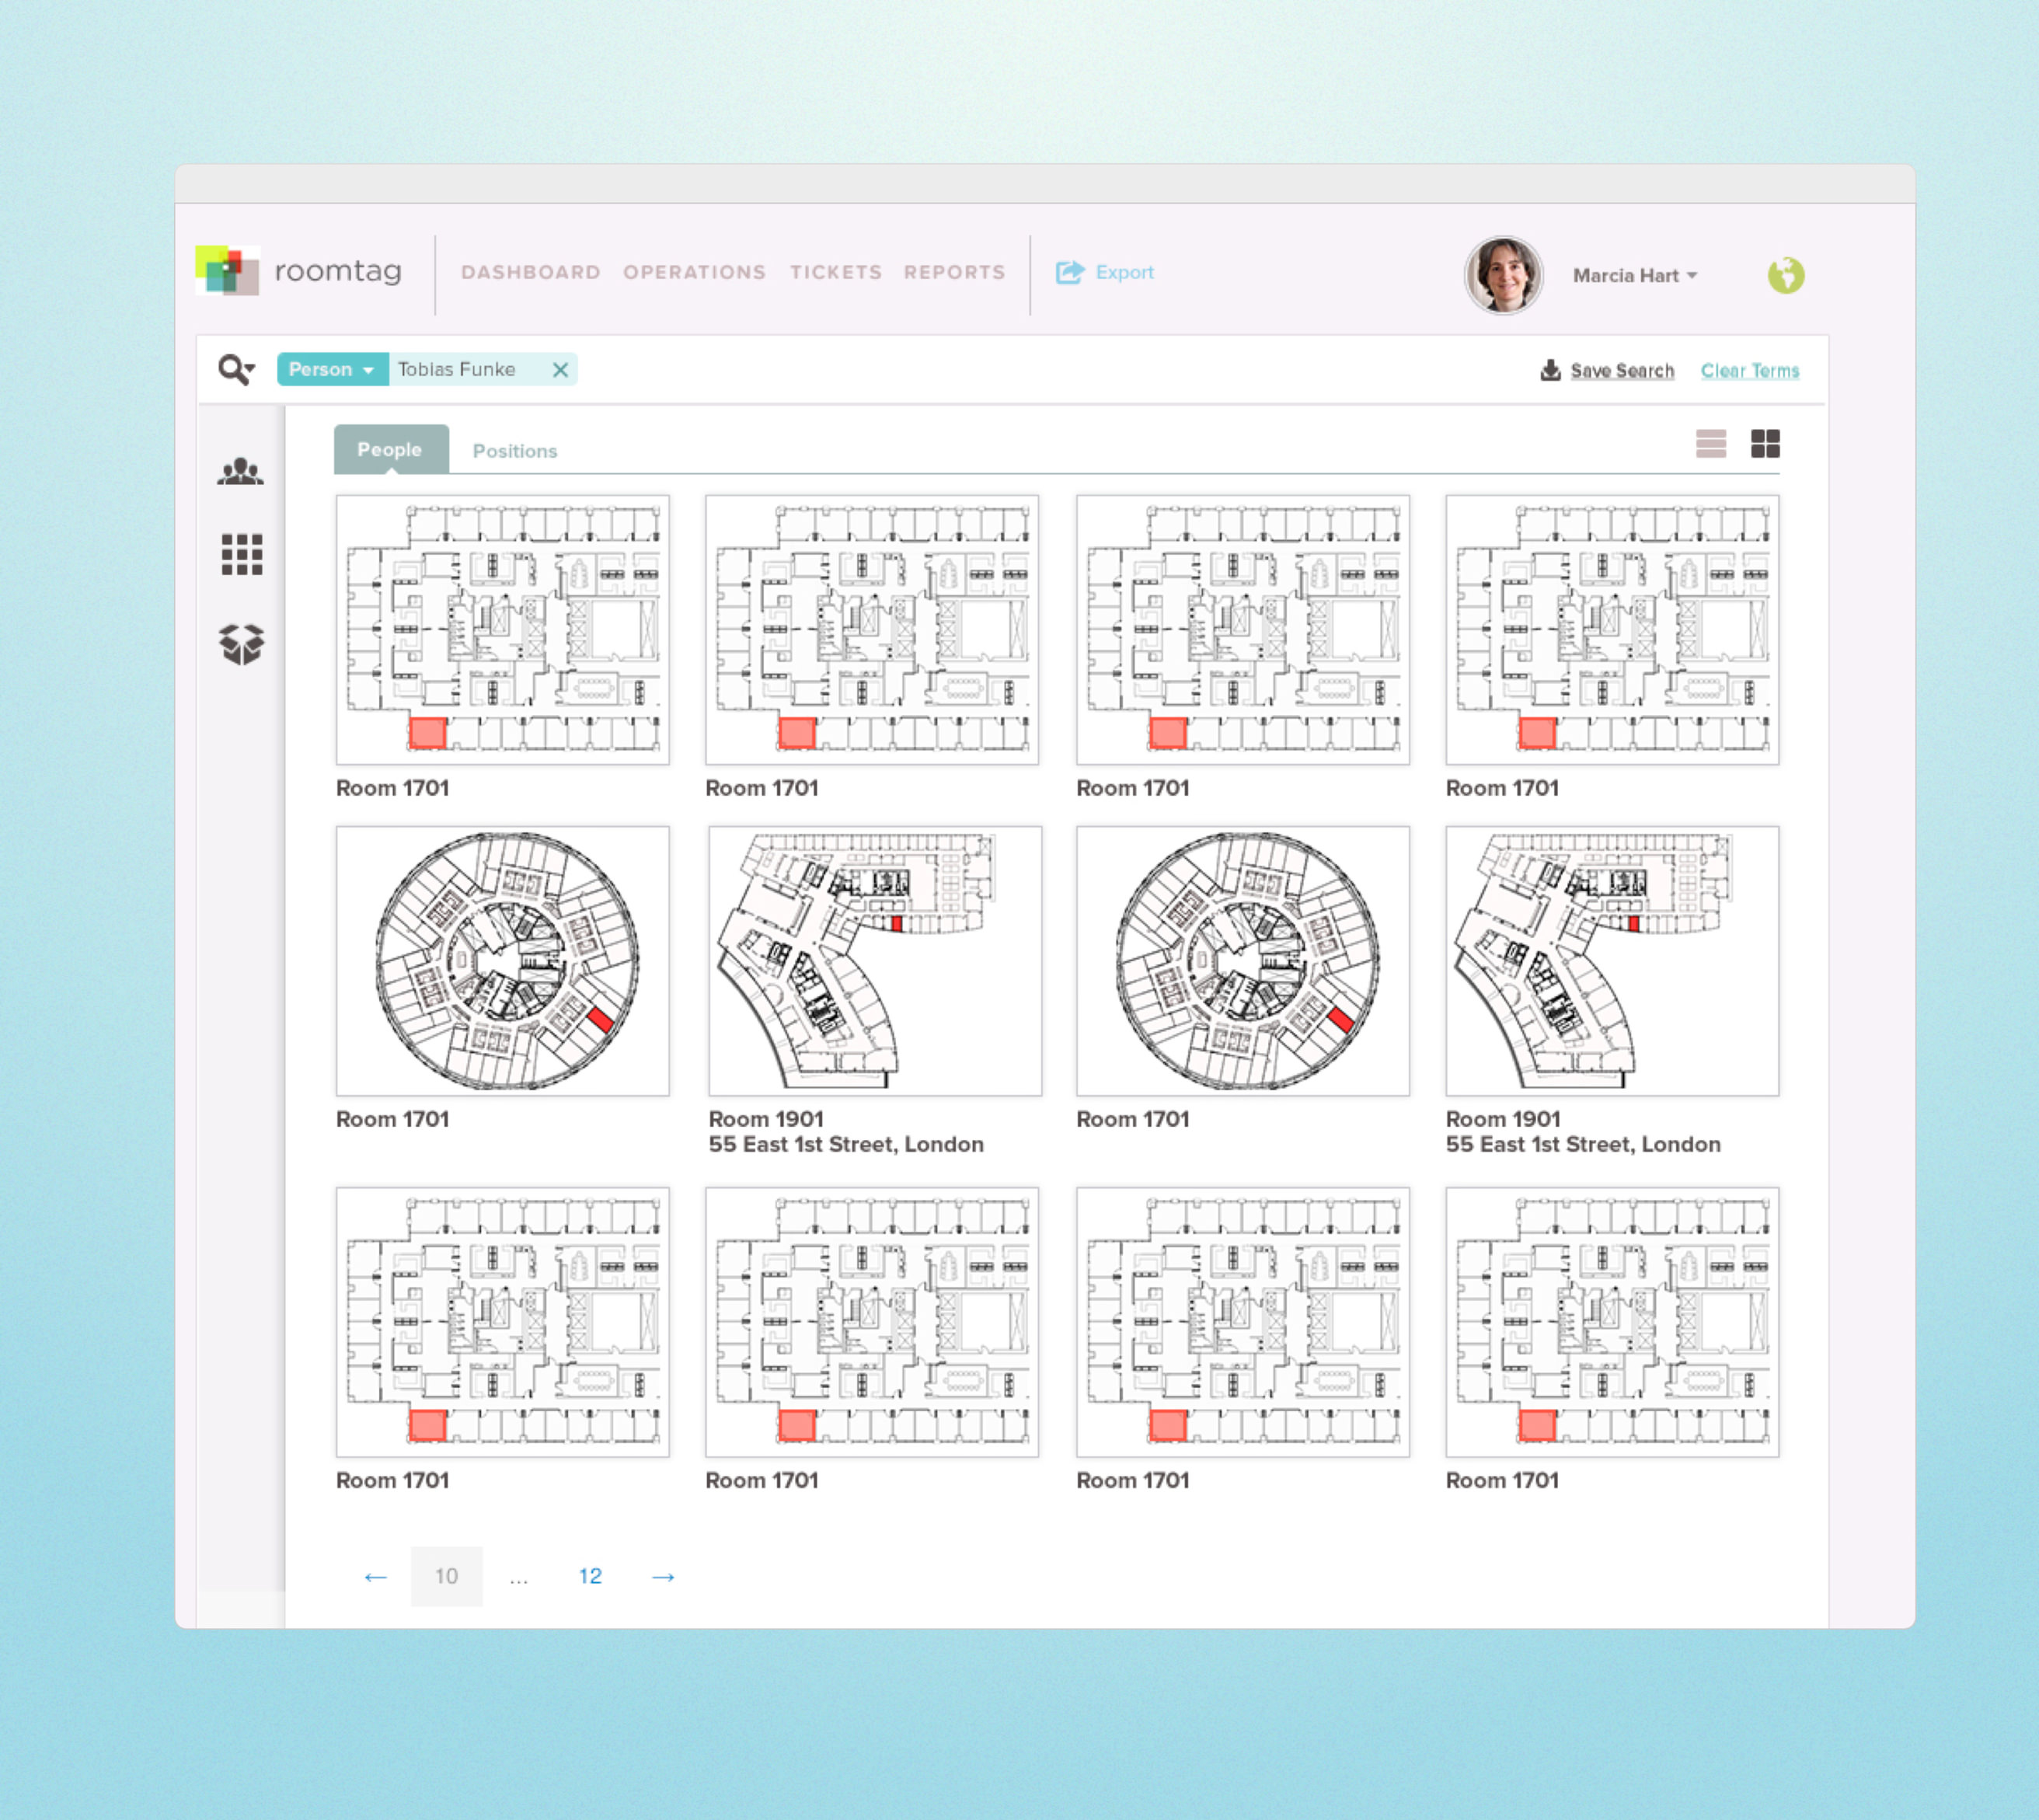 roomtag
DASHBOARD OPERATIONS TICKETS REPORTS
Export
Marcia Hart
Person Tobias Funke
Save Search Clear Terms
People Positions
Room 1701 Room 1701 Room 1701 Room 1701
Room 1701 Room 1901 Room 1701 Room 1901
55 East 1st Street, London 55 East 1st Street, London
Room 1701 Room 1701 Room 1701 Room 1701
← 10 ... 12 →